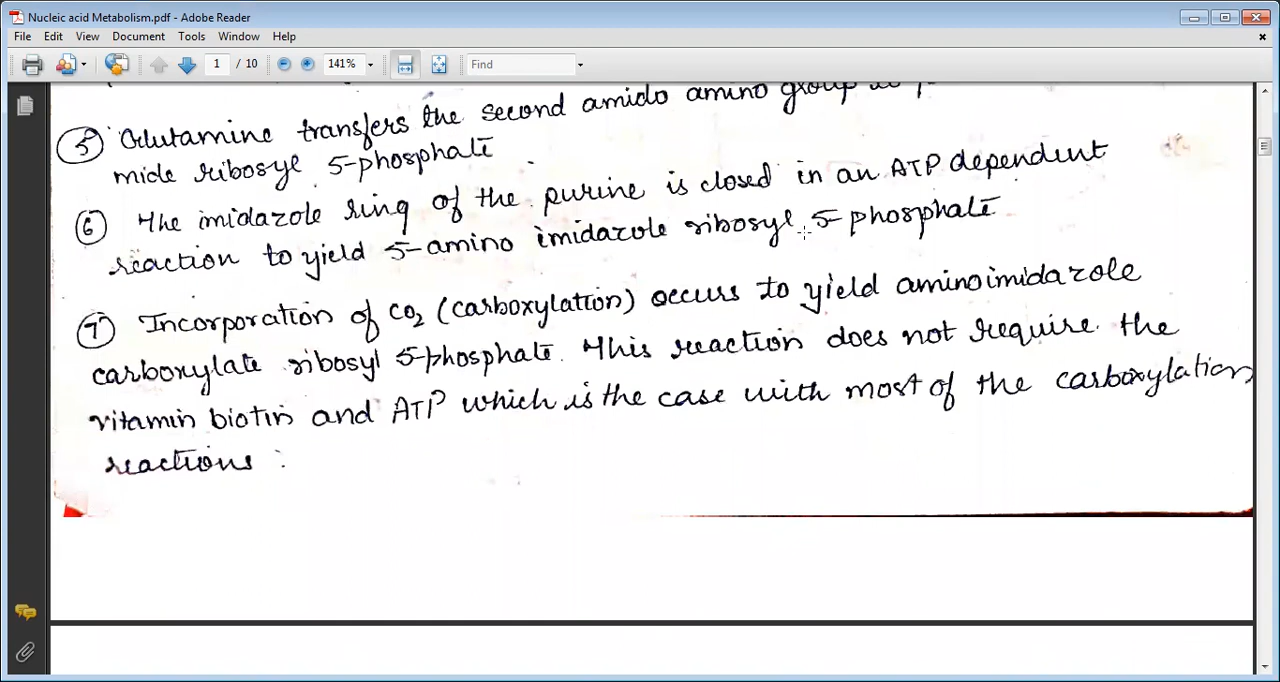 Nucleic acid Metabolism.pdf - Adobe Reader
File Edit View Document Tools Window Help
1 / 10 141% Find
5 Glutamine transfers the second amido amino group to
mide ribosyl 5-phosphate
6 The imidazole ring of the purine is closed in an ATP dependent
reaction to yield 5-amino imidazole ribosyl 5-phosphate
7 Incorporation of CO2 (carboxylation) occurs to yield aminoimidazole
carboxylate ribosyl 5-phosphate. This reaction does not require the
vitamin biotin and ATP which is the case with most of the carboxylation
reactions :